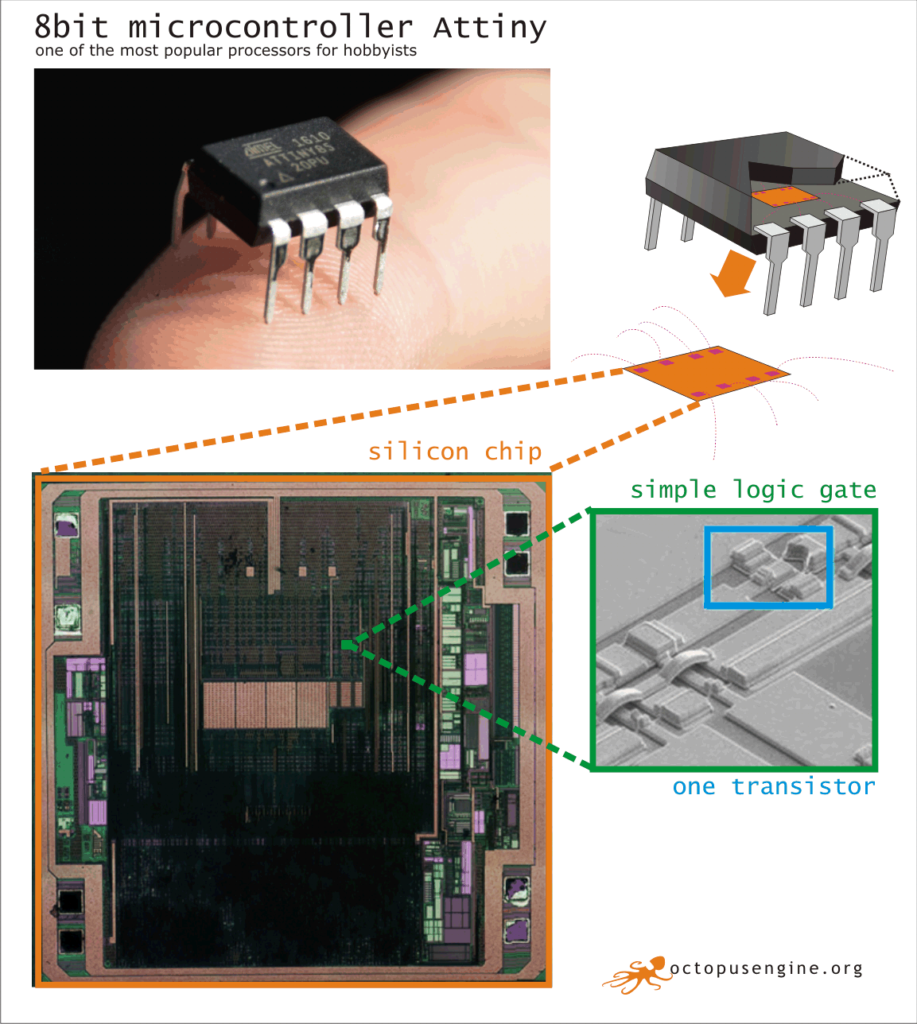 8bit microcontroller Attiny
one of the most popular processors for hobbyists
ATMEL 1610
ATTINY85
20PU
silicon chip
simple logic gate
one transistor
octopusengine.org